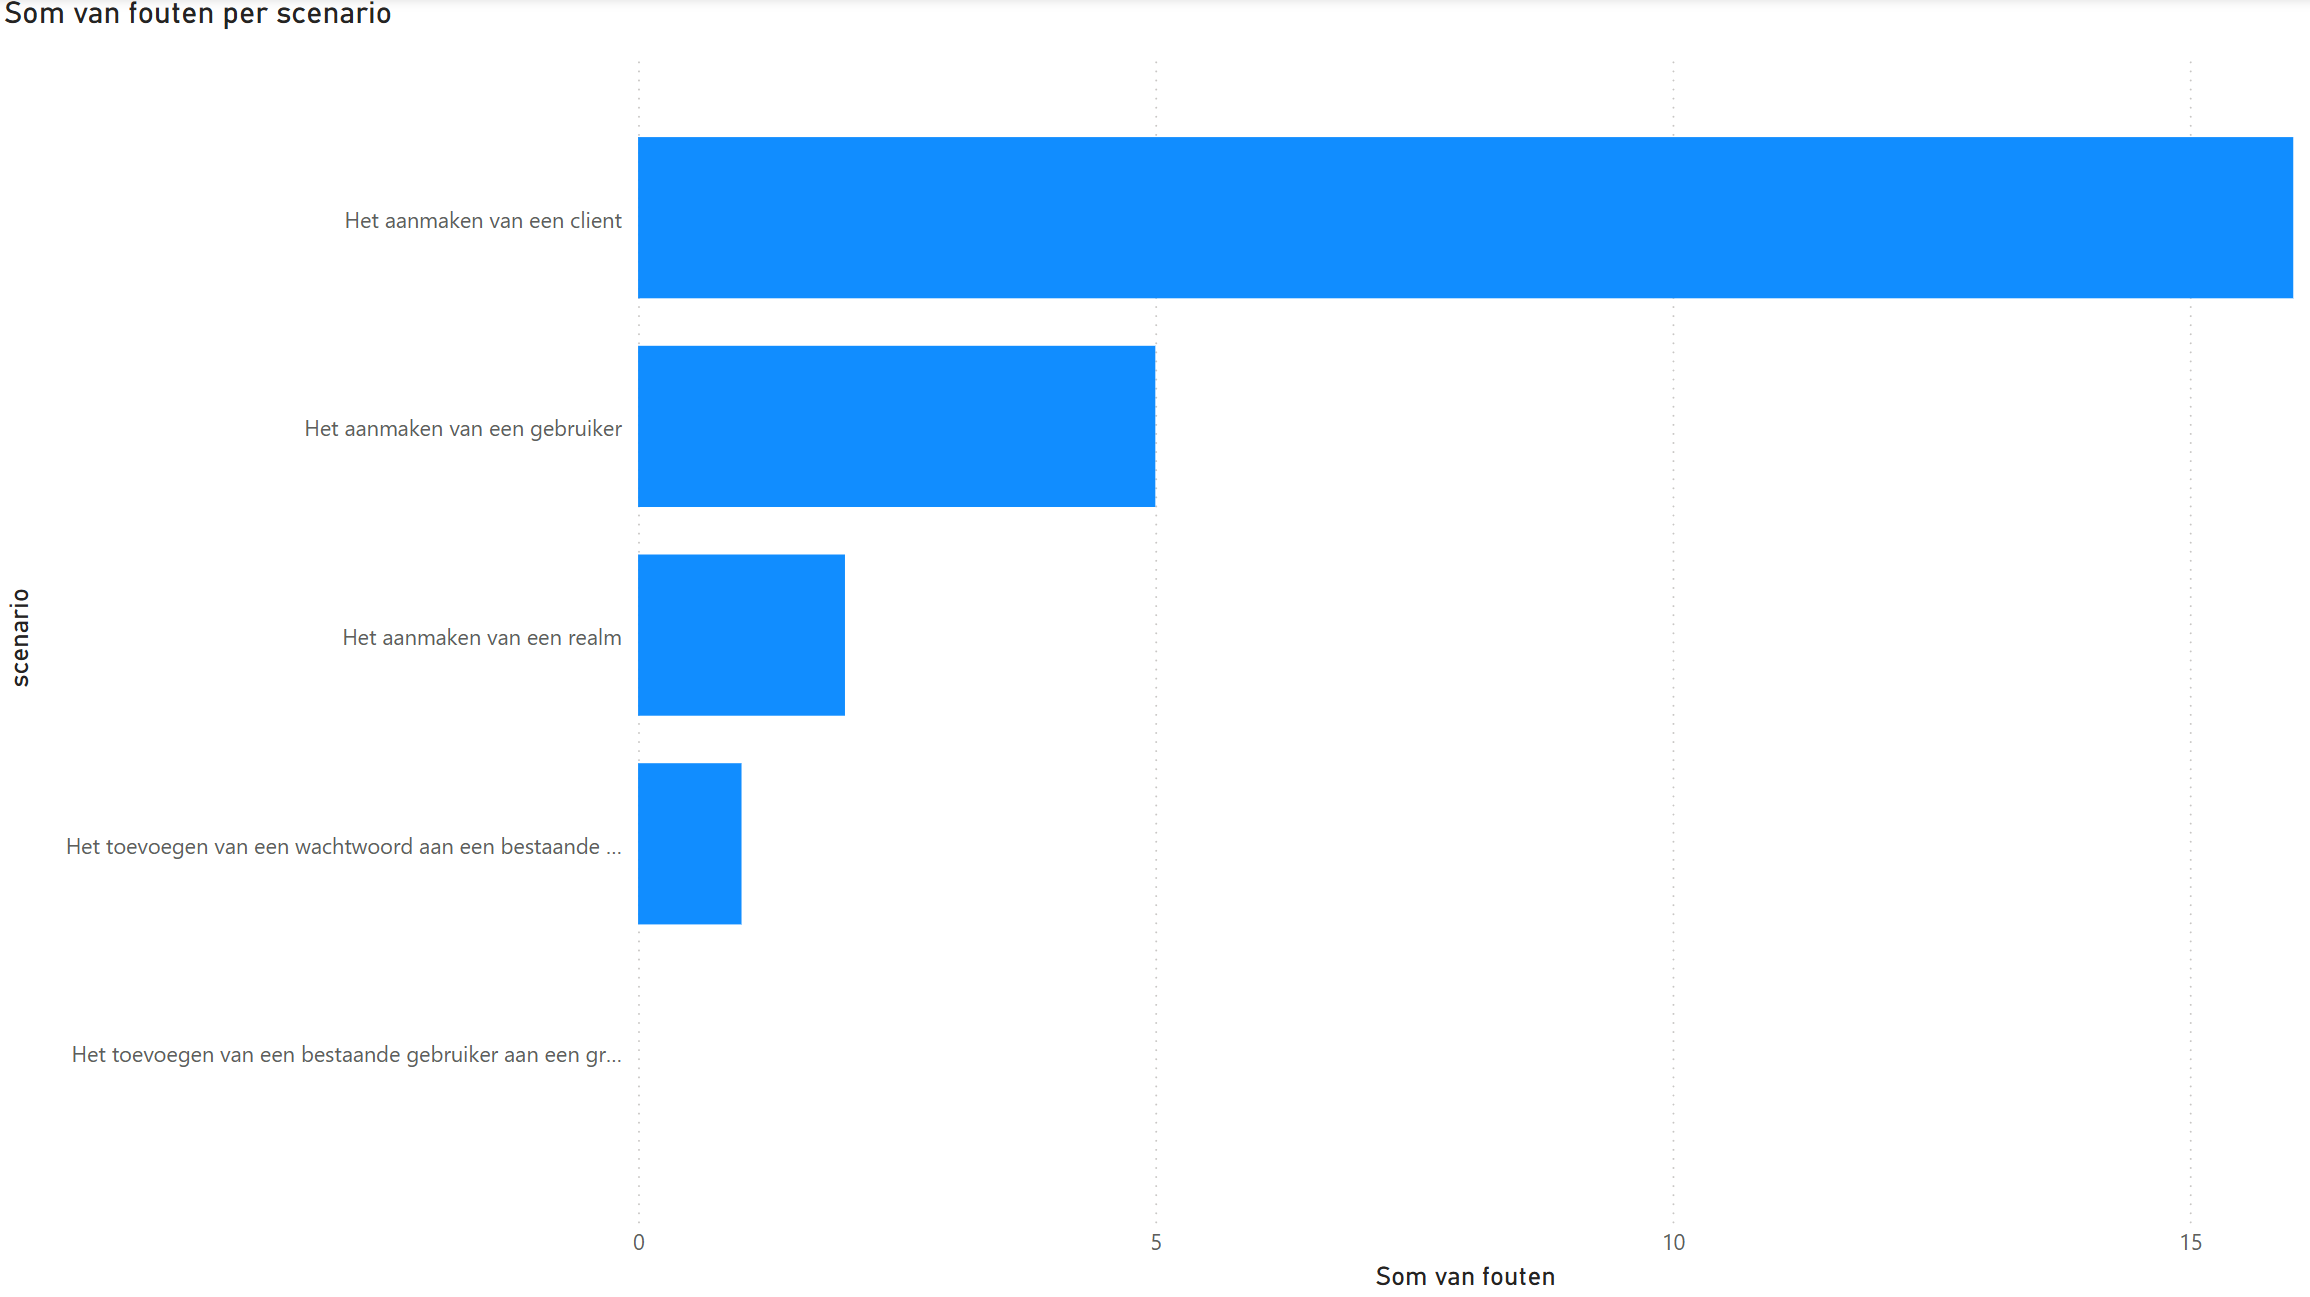 Som van fouten per scenario
scenario
Het aanmaken van een client
Het aanmaken van een gebruiker
Het aanmaken van een realm
Het toevoegen van een wachtwoord aan een bestaande ...
Het toevoegen van een bestaande gebruiker aan een gr...
0 5 10 15
Som van fouten